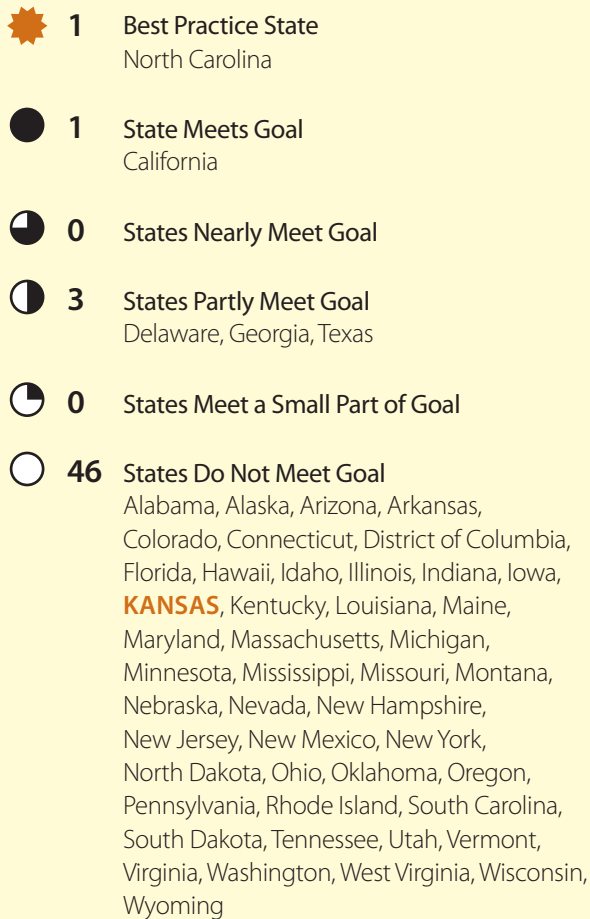 1 Best Practice State
North Carolina
1 State Meets Goal
California
0 States Nearly Meet Goal
3 States Partly Meet Goal
Delaware, Georgia, Texas
0 States Meet a Small Part of Goal
46 States Do Not Meet Goal
Alabama, Alaska, Arizona, Arkansas,
Colorado, Connecticut, District of Columbia,
Florida, Hawaii, Idaho, Illinois, Indiana, Iowa,
KANSAS, Kentucky, Louisiana, Maine,
Maryland, Massachusetts, Michigan,
Minnesota, Mississippi, Missouri, Montana,
Nebraska, Nevada, New Hampshire,
New Jersey, New Mexico, New York,
North Dakota, Ohio, Oklahoma, Oregon,
Pennsylvania, Rhode Island, South Carolina,
South Dakota, Tennessee, Utah, Vermont,
Virginia, Washington, West Virginia, Wisconsin,
Wyoming